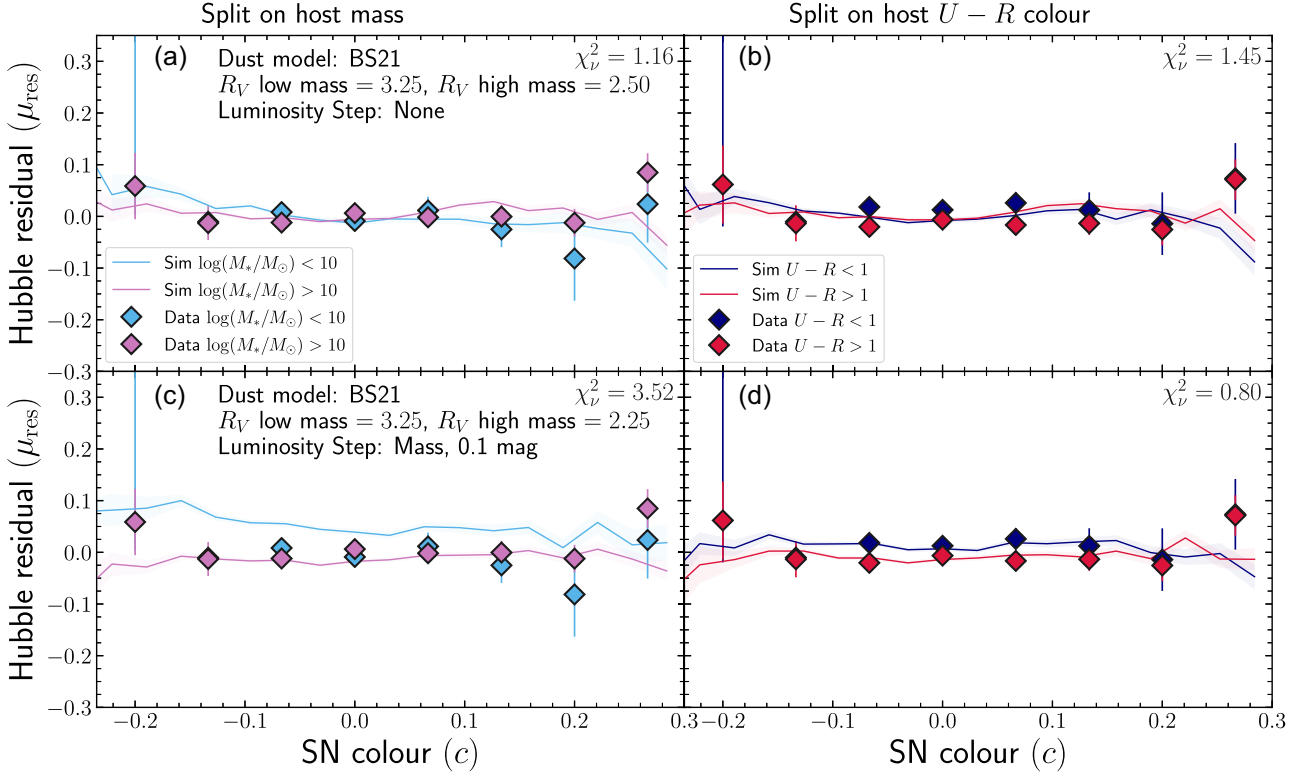 Split on host mass
Split on host U − R colour
Hubble residual (μ_res)
0.3
0.2
0.1
0.0
−0.1
−0.2
−0.3
(a)
Dust model: BS21
R_V low mass = 3.25, R_V high mass = 2.50
Luminosity Step: None
χ²_ν = 1.16
Sim log(M_*/M_⊙) < 10
Sim log(M_*/M_⊙) > 10
Data log(M_*/M_⊙) < 10
Data log(M_*/M_⊙) > 10
(b)
χ²_ν = 1.45
Sim U − R < 1
Sim U − R > 1
Data U − R < 1
Data U − R > 1
Hubble residual (μ_res)
0.3
0.2
0.1
0.0
−0.1
−0.2
−0.3
(c)
Dust model: BS21
R_V low mass = 3.25, R_V high mass = 2.25
Luminosity Step: Mass, 0.1 mag
χ²_ν = 3.52
(d)
χ²_ν = 0.80
−0.2 −0.1 0.0 0.1 0.2 0.3
−0.2 −0.1 0.0 0.1 0.2 0.3
SN colour (c)
SN colour (c)